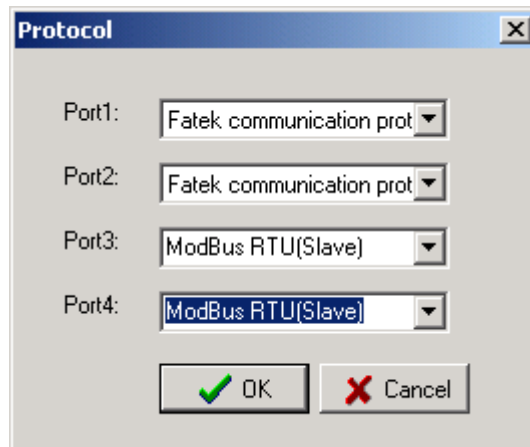 Protocol
Port1: Fatek communication prot
Port2: Fatek communication prot
Port3: ModBus RTU(Slave)
Port4: ModBus RTU(Slave)
OK Cancel